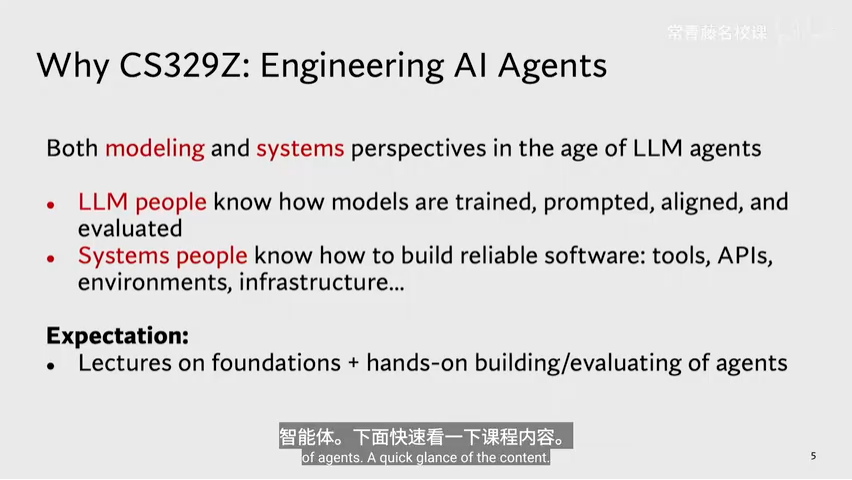 常青藤名校课
Why CS329Z: Engineering AI Agents
Both modeling and systems perspectives in the age of LLM agents
• LLM people know how models are trained, prompted, aligned, and
evaluated
• Systems people know how to build reliable software: tools, APIs,
environments, infrastructure...
Expectation:
• Lectures on foundations + hands-on building/evaluating of agents
智能体。下面快速看一下课程内容。
of agents. A quick glance of the content.
5